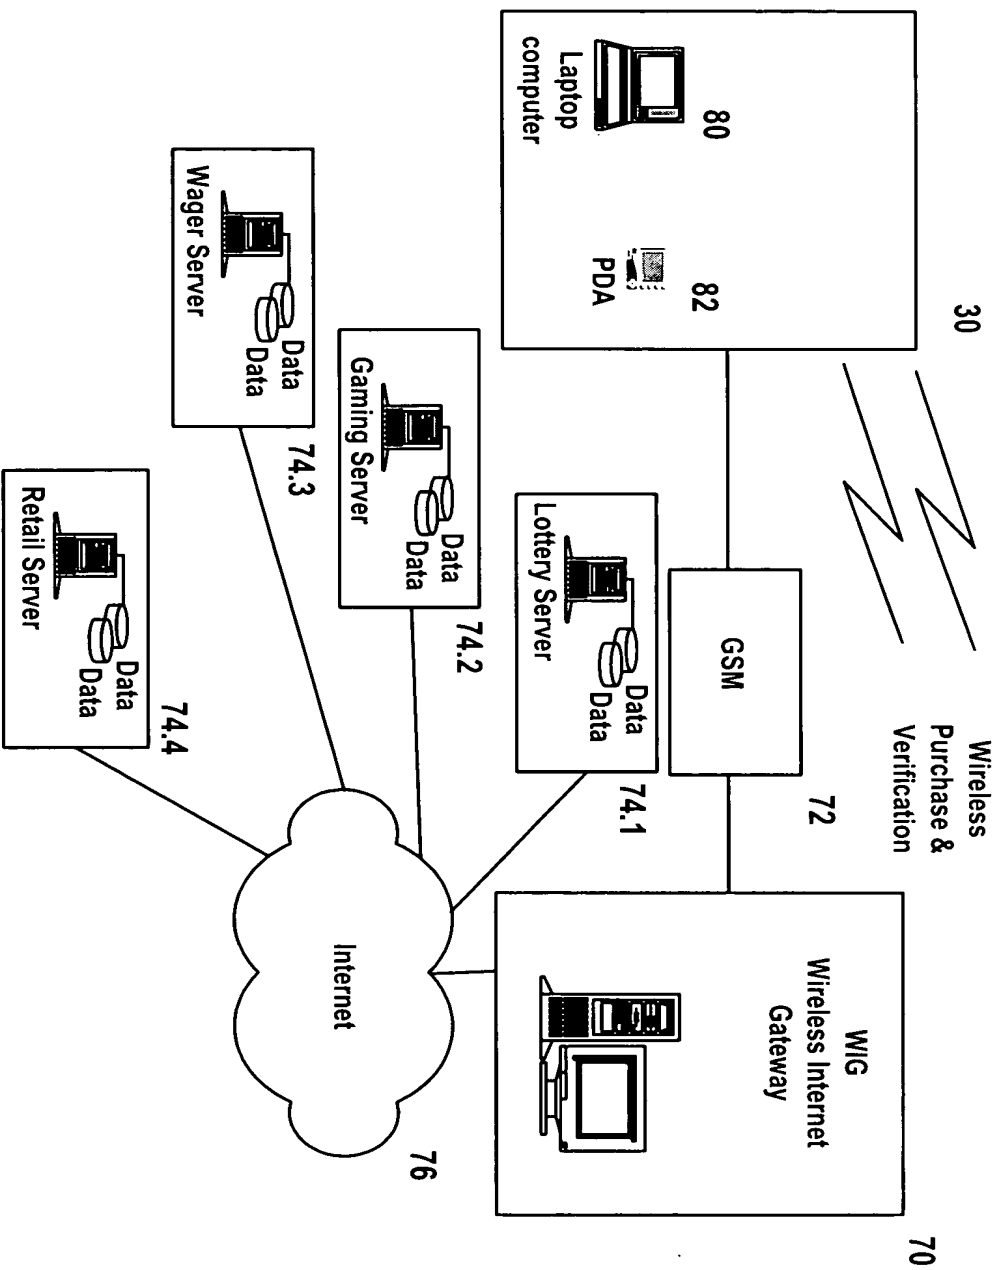 30
Wireless
Purchase &
Verification
70
80
Laptop
computer
82
PDA
72
GSM
WIG
Wireless Internet
Gateway
74.1
Data
Data
Lottery Server
74.2
Data
Data
Gaming Server
74.3
Data
Data
Wager Server
74.4
Data
Data
Retail Server
76
Internet